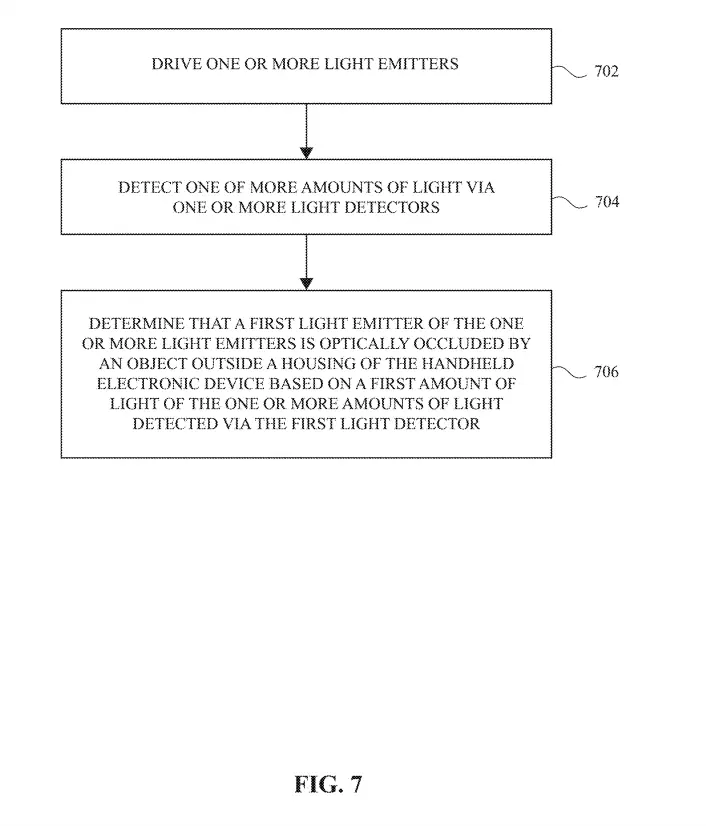 DRIVE ONE OR MORE LIGHT EMITTERS
702
DETECT ONE OF MORE AMOUNTS OF LIGHT VIA
ONE OR MORE LIGHT DETECTORS
704
DETERMINE THAT A FIRST LIGHT EMITTER OF THE ONE
OR MORE LIGHT EMITTERS IS OPTICALLY OCCLUDED BY
AN OBJECT OUTSIDE A HOUSING OF THE HANDHELD
ELECTRONIC DEVICE BASED ON A FIRST AMOUNT OF
LIGHT OF THE ONE OR MORE AMOUNTS OF LIGHT
DETECTED VIA THE FIRST LIGHT DETECTOR
706
FIG. 7